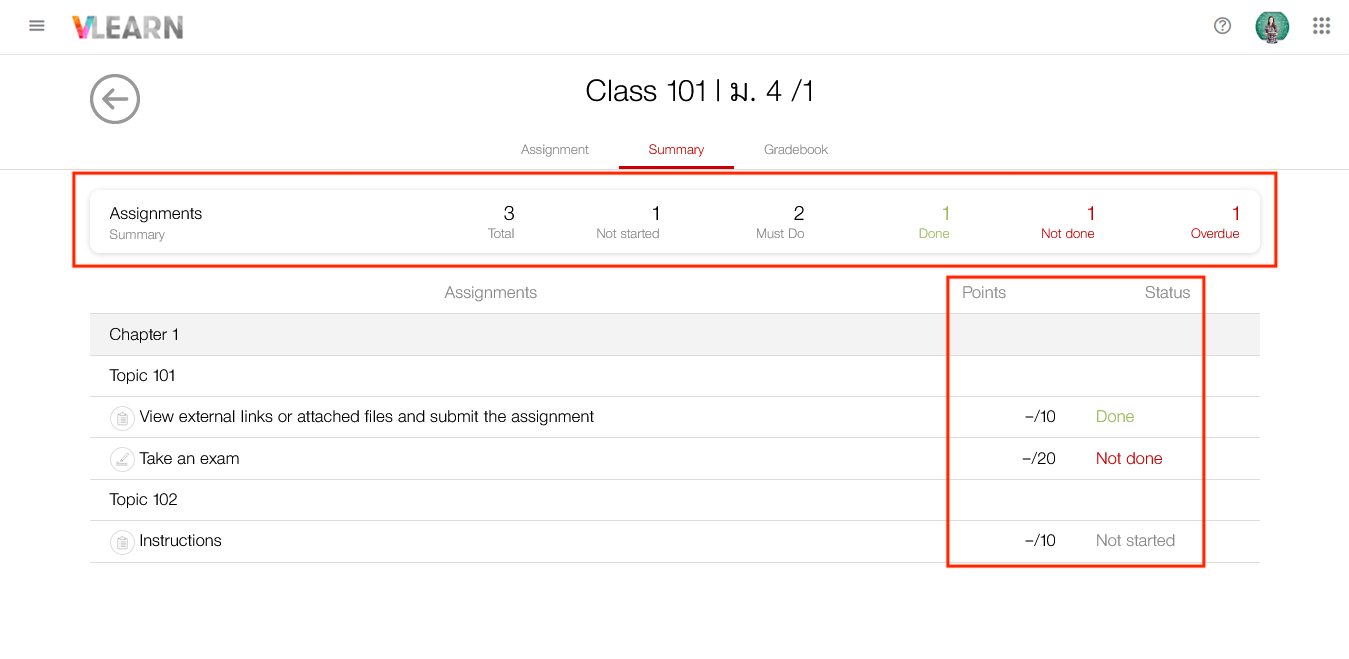 VLEARN
Class 101 | ม. 4 /1
Assignment Summary Gradebook
Assignments 3 1 2 1 1 1
Summary Total Not started Must Do Done Not done Overdue
Assignments Points Status
Chapter 1
Topic 101
View external links or attached files and submit the assignment –/10 Done
Take an exam –/20 Not done
Topic 102
Instructions –/10 Not started